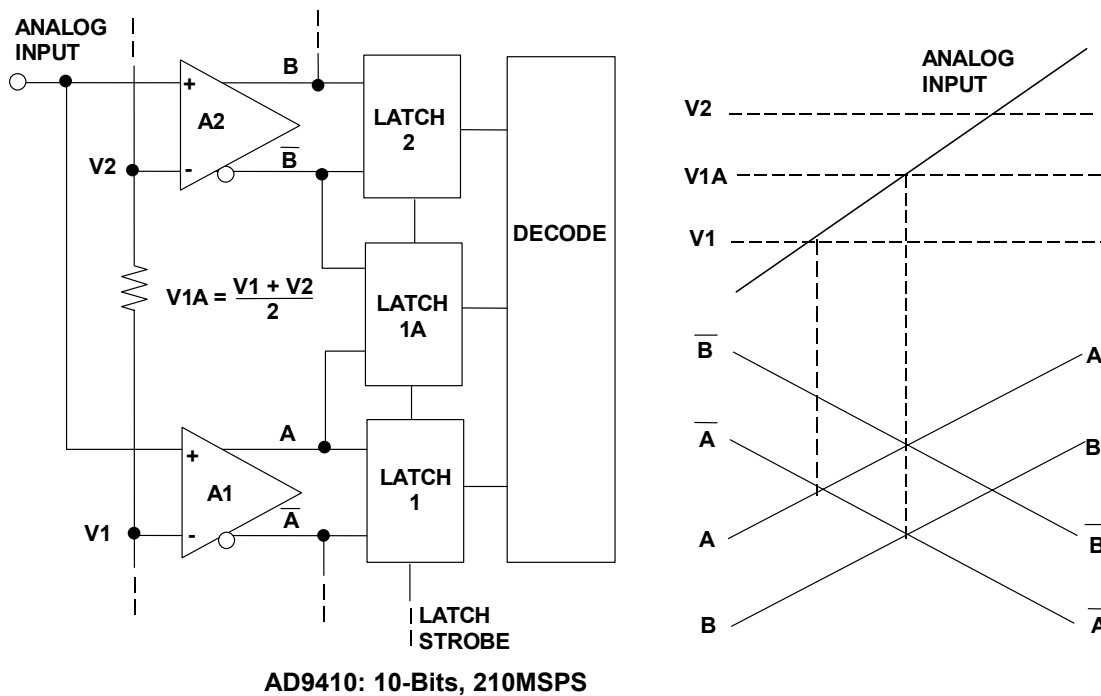 ANALOG
INPUT
B
+
A2
B̅
V2
-
LATCH
2
DECODE
V1A = V1 + V2
2
LATCH
1A
A
+
A1
A̅
V1
-
LATCH
1
LATCH
STROBE
ANALOG
INPUT
V2
V1A
V1
B̅
A
A̅
B
A
B̅
B
A̅
AD9410: 10-Bits, 210MSPS